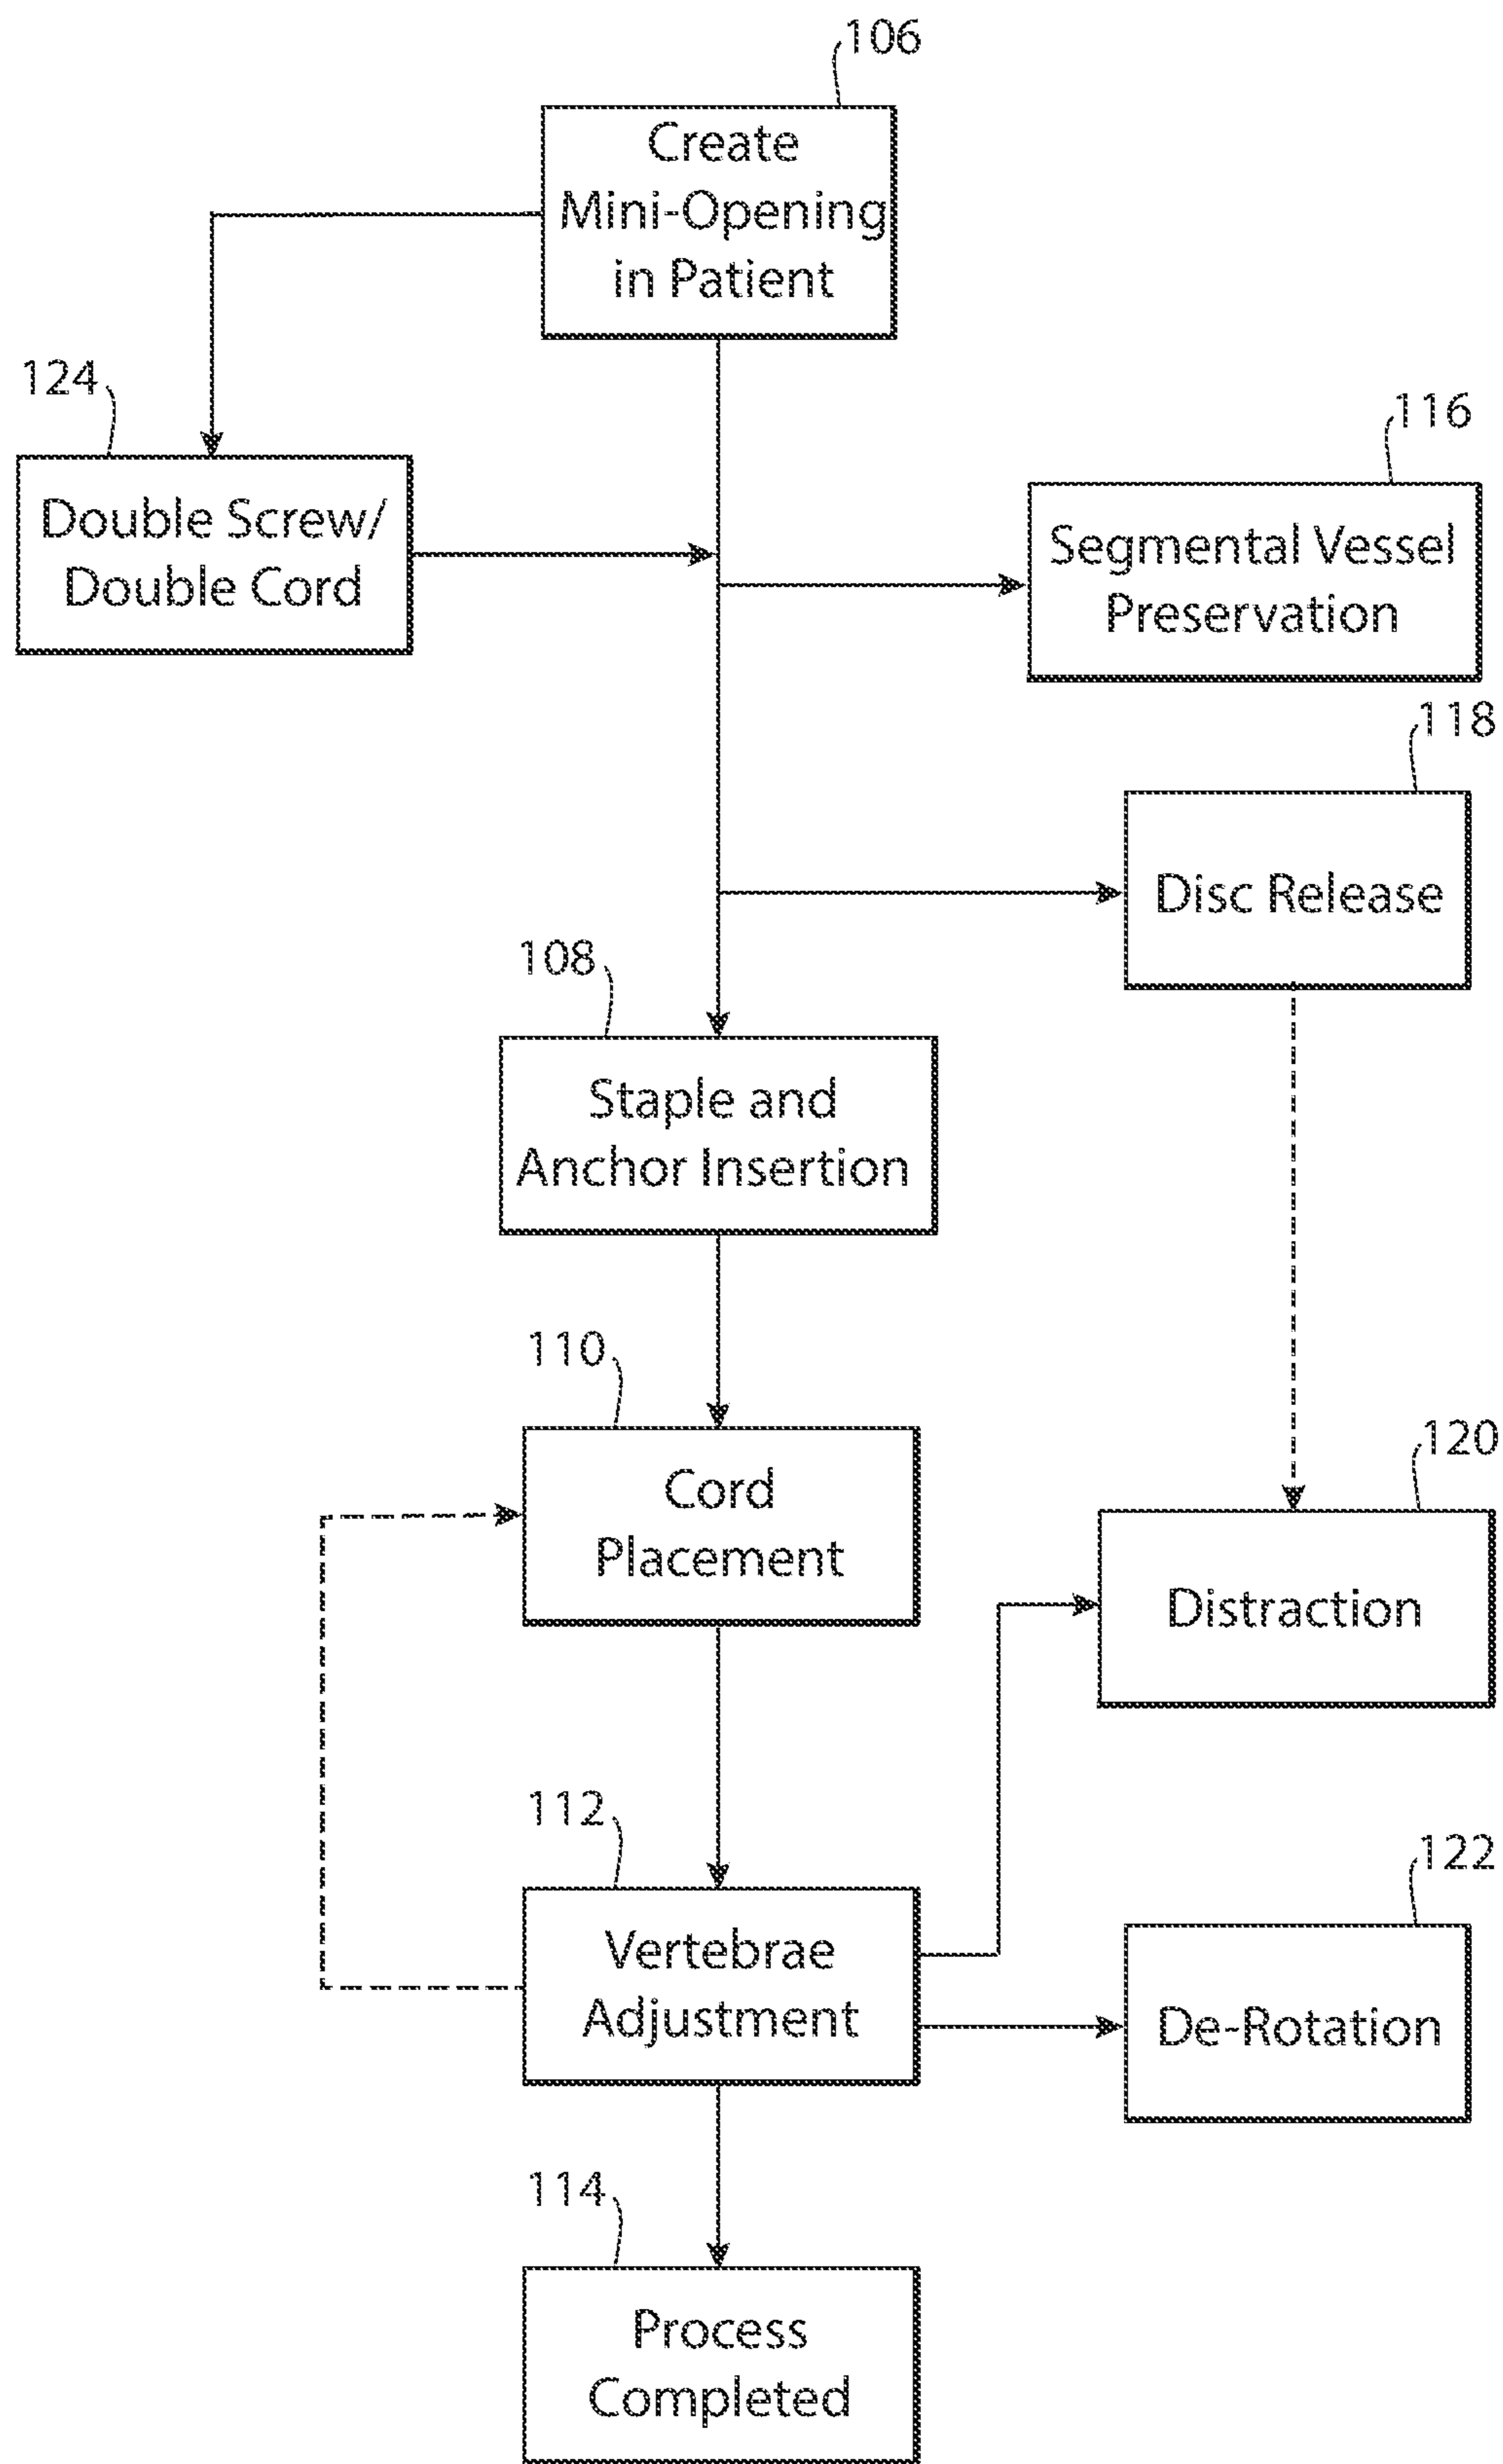 106
Create
Mini-Opening
in Patient
124
Double Screw/
Double Cord
116
Segmental Vessel
Preservation
118
Disc Release
108
Staple and
Anchor Insertion
110
Cord
Placement
120
Distraction
112
Vertebrae
Adjustment
122
De-Rotation
114
Process
Completed